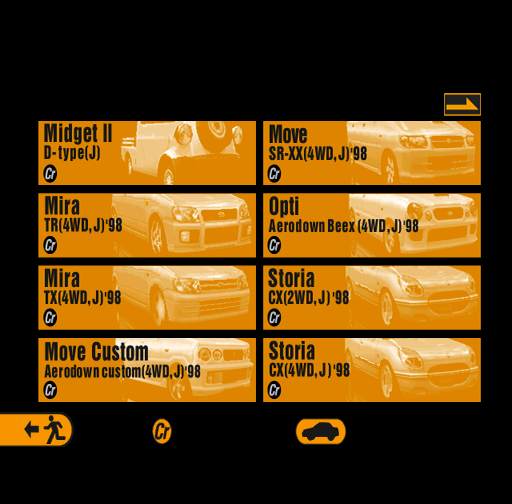 Midget II
D-type(J)
Cr
Move
SR-XX(4WD,J)'98
Cr
Mira
TR(4WD,J)'98
Cr
Opti
Aerodown Beex (4WD,J)'98
Cr
Mira
TX(4WD,J)'98
Cr
Storia
CX(2WD,J)'98
Cr
Move Custom
Aerodown custom(4WD,J)'98
Cr
Storia
CX(4WD,J)'98
Cr
Cr